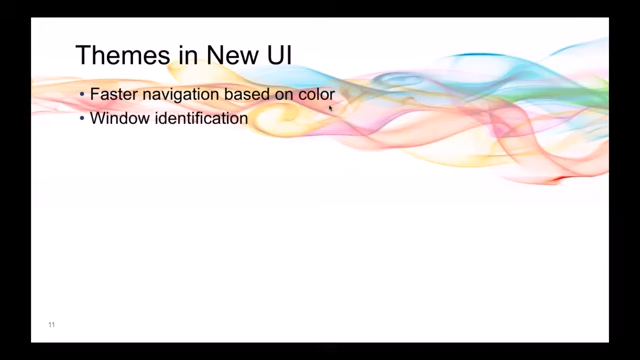 Themes in New UI
• Faster navigation based on color
• Window identification
11